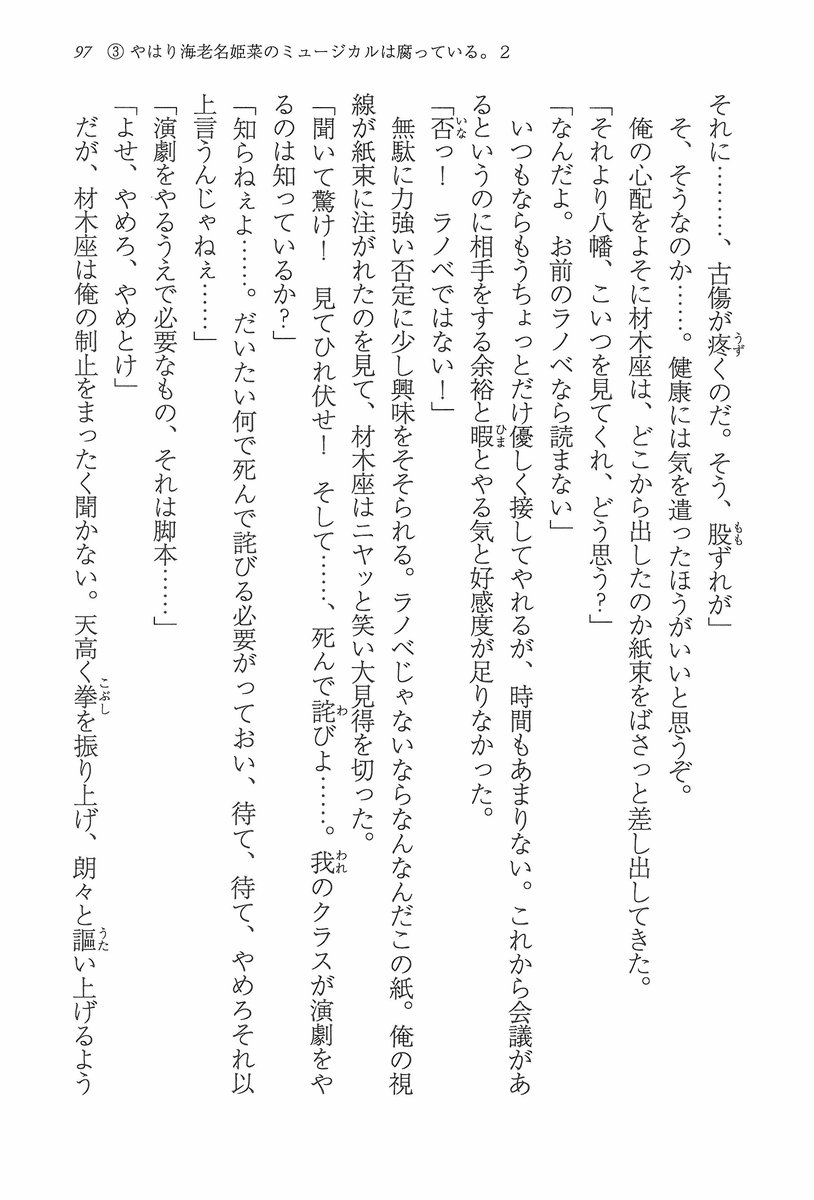 97　③ やはり海老名姫菜のミュージカルは腐っている。2
それに………、古傷が疼くのだ。そう、股ずれが」
そ、そうなのか……。健康には気を遣ったほうがいいと思うぞ。
俺の心配をよそに材木座は、どこから出したのか紙束をばさっと差し出してきた。
「それより八幡、こいつを見てくれ、どう思う？」
「なんだよ。お前のラノベなら読まない」
いつもならもうちょっとだけ優しく接してやれるが、時間もあまりない。これから会議があ
るというのに相手をする余裕と暇とやる気と好感度が足りなかった。
「否っ！　ラノベではない！」
無駄に力強い否定に少し興味をそそられる。ラノベじゃないならなんなんだこの紙。俺の視
線が紙束に注がれたのを見て、材木座はニヤッと笑い大見得を切った。
「聞いて驚け！　見てひれ伏せ！　そして……、死んで詫びよ……。我のクラスが演劇をや
るのは知っているか？」
「知らねぇよ……。だいたい何で死んで詫びる必要がっておい、待て、待て、やめろそれ以
上言うんじゃねぇ……」
「演劇をやるうえで必要なもの、それは脚本……」
「よせ、やめろ、やめとけ」
だが、材木座は俺の制止をまったく聞かない。天高く拳を振り上げ、朗々と謳い上げるよう